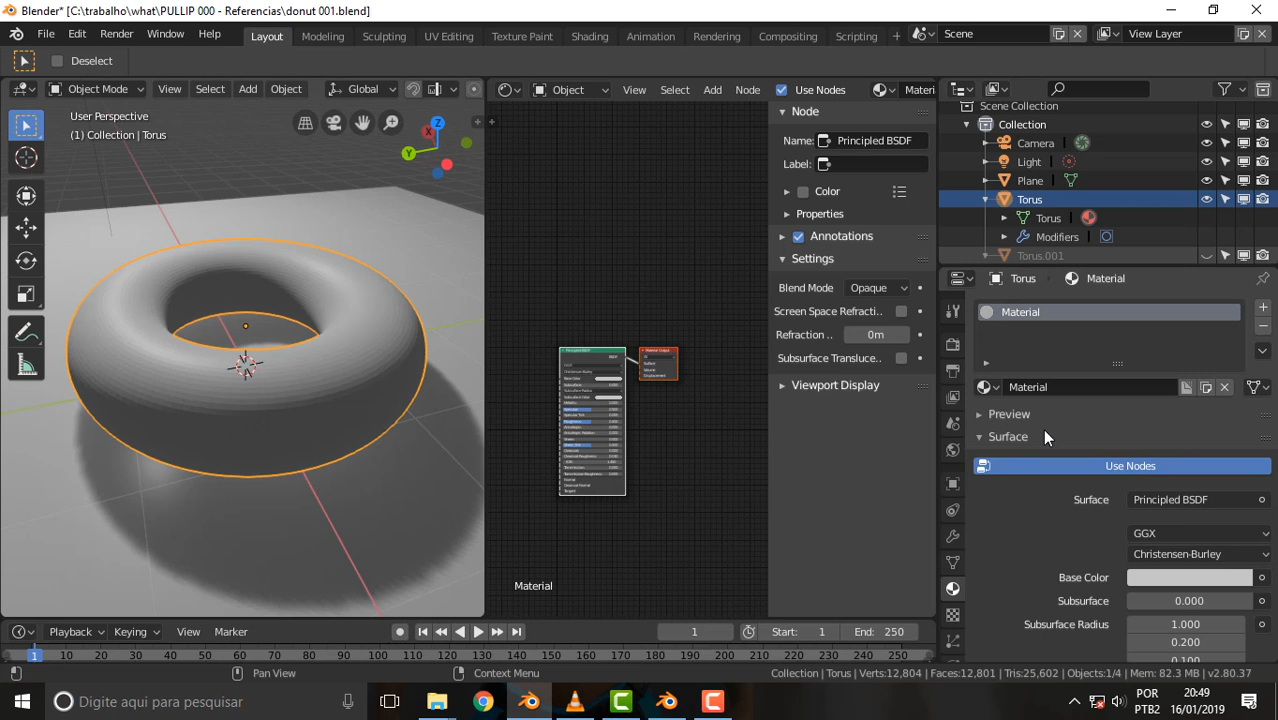 Blender* [C:\trabalho\what\PULLIP 000 - Referencias\donut 001.blend]
File Edit Render Window Help Layout Modeling Sculpting UV Editing Texture Paint Shading Animation Rendering Compositing Scripting Scene View Layer
Deselect
Object Mode View Select Add Object Global
Object View Select Add Node Use Nodes Materi
User Perspective
(1) Collection | Torus
X
Y
Z
Node
Name: Principled BSDF
Label:
Color
Properties
Annotations
Settings
Blend Mode Opaque
Screen Space Refracti..
Refraction .. 0m
Subsurface Transluce..
Viewport Display
Material
Scene Collection
Collection
Camera
Light
Plane
Torus
Torus
Modifiers
Torus.001
Torus Material
Material
Material
Preview
Surface
Use Nodes
Surface Principled BSDF
GGX
Christensen-Burley
Base Color
Subsurface 0.000
Subsurface Radius 1.000
0.200
0.100
Playback Keying View Marker 1 Start: 1 End: 250
1 10 20 30 40 50 60 70 80 90 100 110 120 130 140 150 160 170 180 190 200 210 220 230 240 250
Pan View Context Menu Collection | Torus | Verts:12,804 | Faces:12,801 | Tris:25,602 | Objects:1/4 | Mem: 82.3 MB | v2.80.37
Digite aqui para pesquisar
POR
PTB2
20:49
16/01/2019